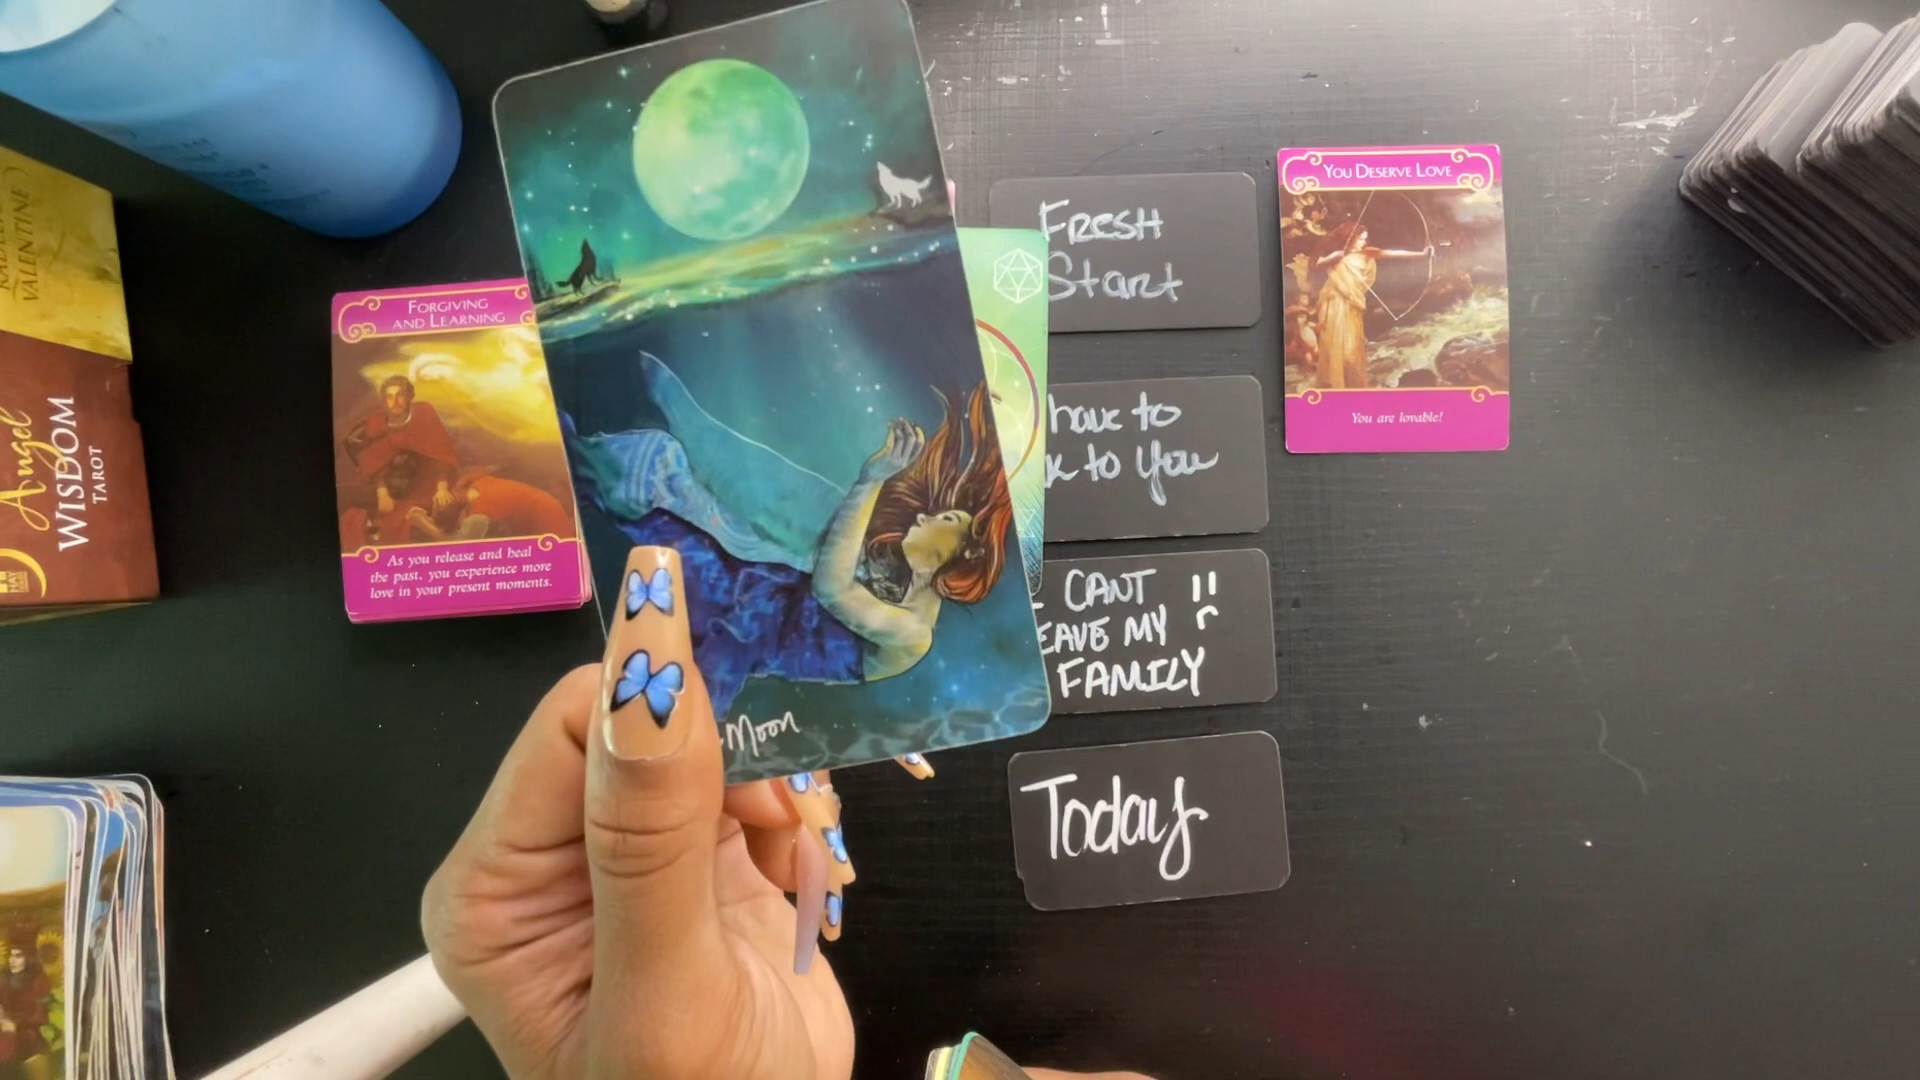 VALENTINE
Angel
WISDOM
TAROT
FORGIVING
AND LEARNING
As you release and heal
the past, you experience more
love in your present moments.
Moon
FRESH
Start
have to
to You
CANT
MY
FAMILY
Today
YOU DESERVE LOVE
You are lovable!